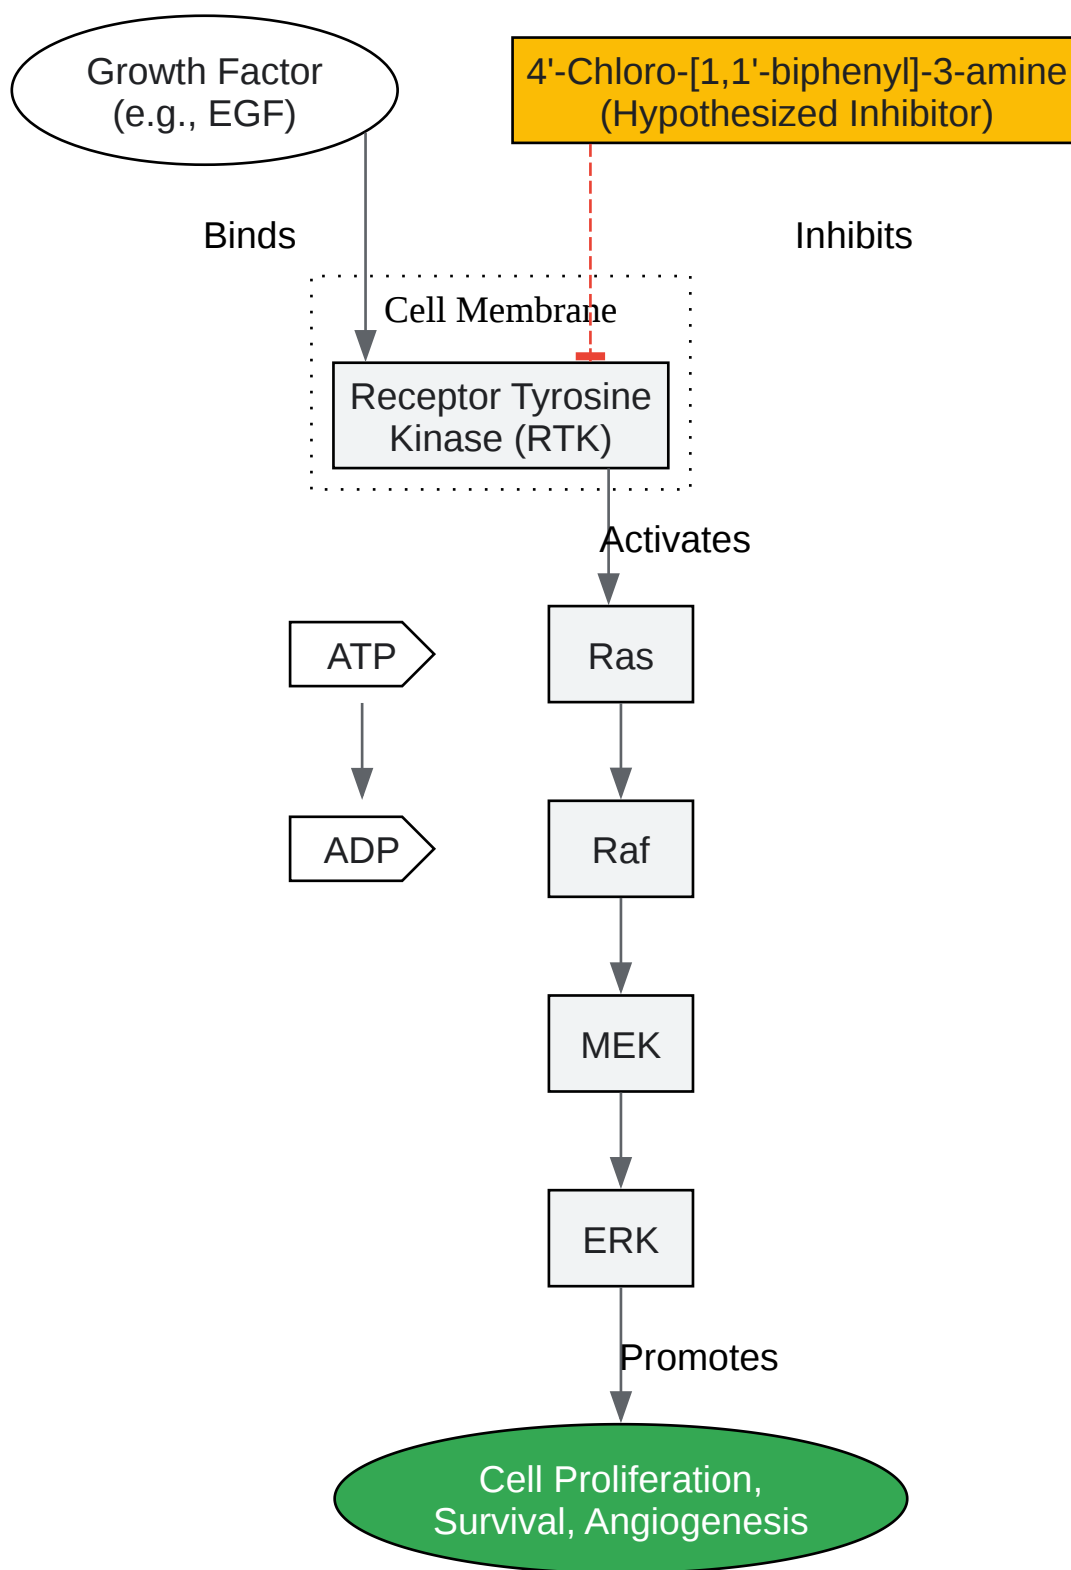 Growth Factor
(e.g., EGF)
4'-Chloro-[1,1'-biphenyl]-3-amine
(Hypothesized Inhibitor)
Binds
Inhibits
Cell Membrane
Receptor Tyrosine
Kinase (RTK)
Activates
ATP
Ras
ADP
Raf
MEK
ERK
Promotes
Cell Proliferation,
Survival, Angiogenesis